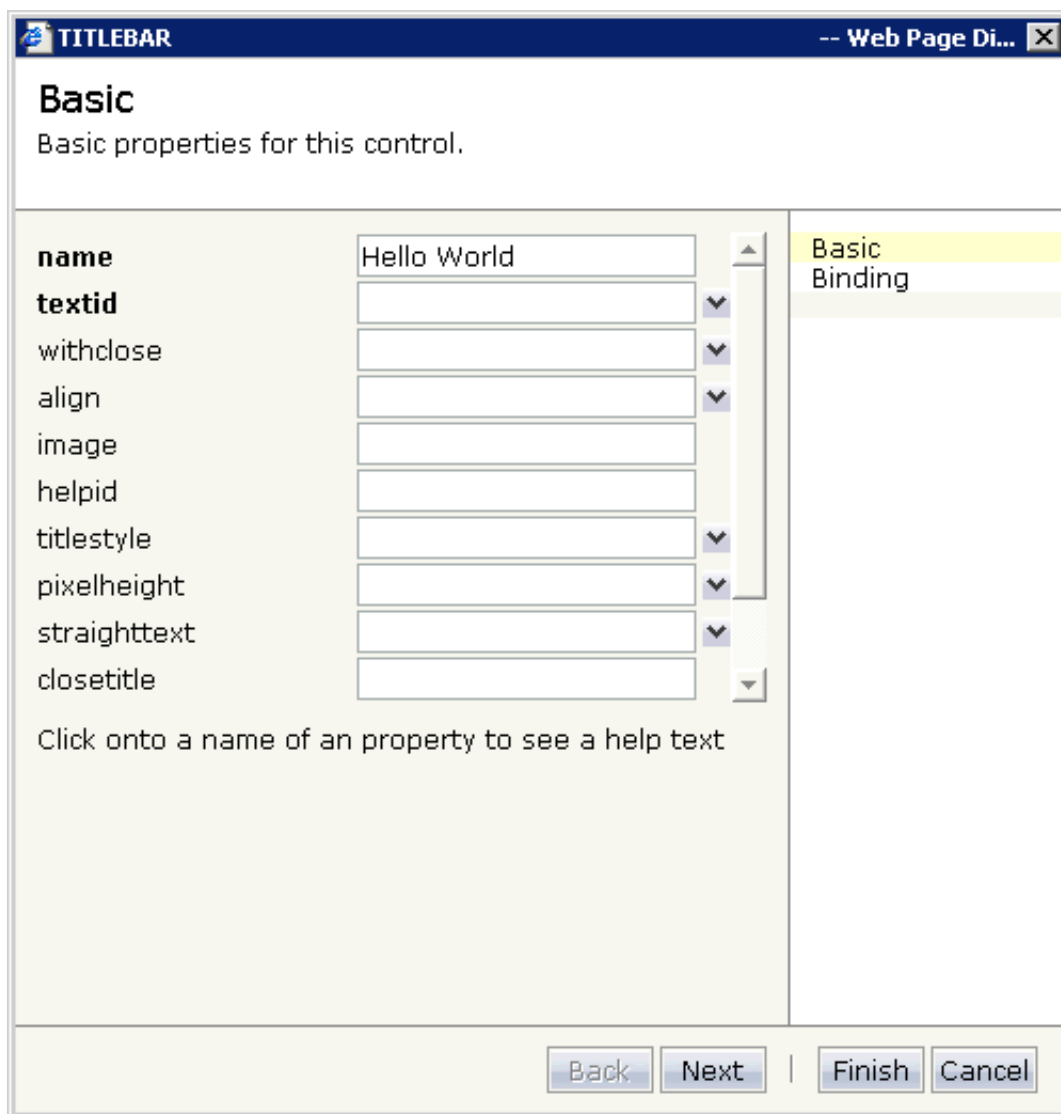 TITLEBAR -- Web Page Di...
Basic
Basic properties for this control.
name Hello World
textid
withclose
align
image
helpid
titlestyle
pixelheight
straighttext
closetitle
Click onto a name of an property to see a help text
Basic
Binding
Back Next | Finish Cancel